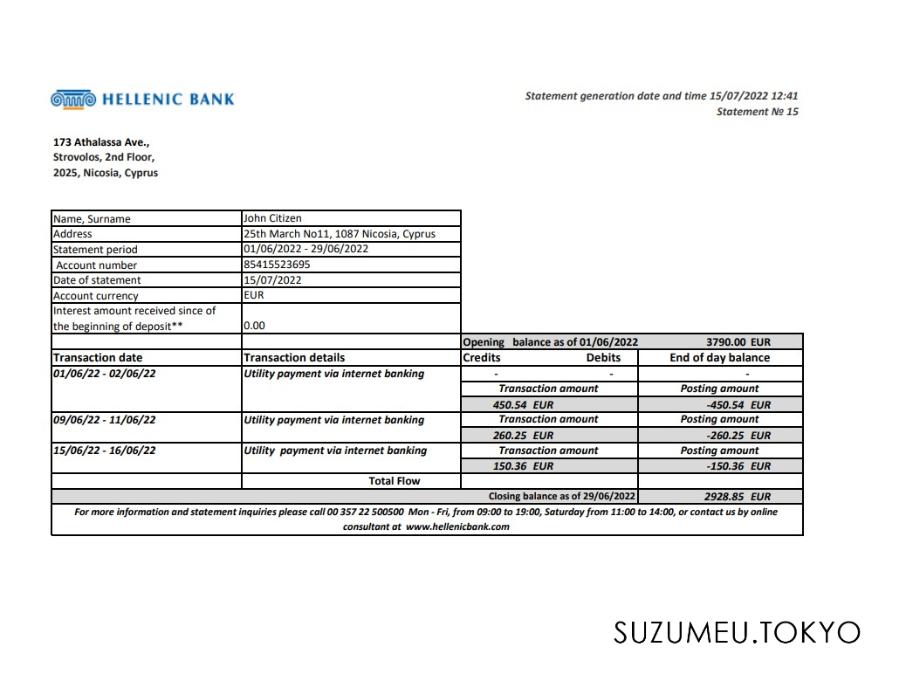 HELLENIC BANK
Statement generation date and time 15/07/2022 12:41
Statement № 15
173 Athalassa Ave.,
Strovolos, 2nd Floor,
2025, Nicosia, Cyprus
Name, Surname John Citizen
Address 25th March No11, 1087 Nicosia, Cyprus
Statement period 01/06/2022 - 29/06/2022
Account number 85415523695
Date of statement 15/07/2022
Account currency EUR
Interest amount received since of
the beginning of deposit** 0.00
Opening balance as of 01/06/2022 3790.00 EUR
Transaction date Transaction details Credits Debits End of day balance
01/06/22 - 02/06/22 Utility payment via internet banking - - -
Transaction amount Posting amount
450.54 EUR -450.54 EUR
09/06/22 - 11/06/22 Utility payment via internet banking Transaction amount Posting amount
260.25 EUR -260.25 EUR
15/06/22 - 16/06/22 Utility payment via internet banking Transaction amount Posting amount
150.36 EUR -150.36 EUR
Total Flow
Closing balance as of 29/06/2022 2928.85 EUR
For more information and statement inquiries please call 00 357 22 500500 Mon - Fri, from 09:00 to 19:00, Saturday from 11:00 to 14:00, or contact us by online
consultant at www.hellenicbank.com
SUZUMEU.TOKYO